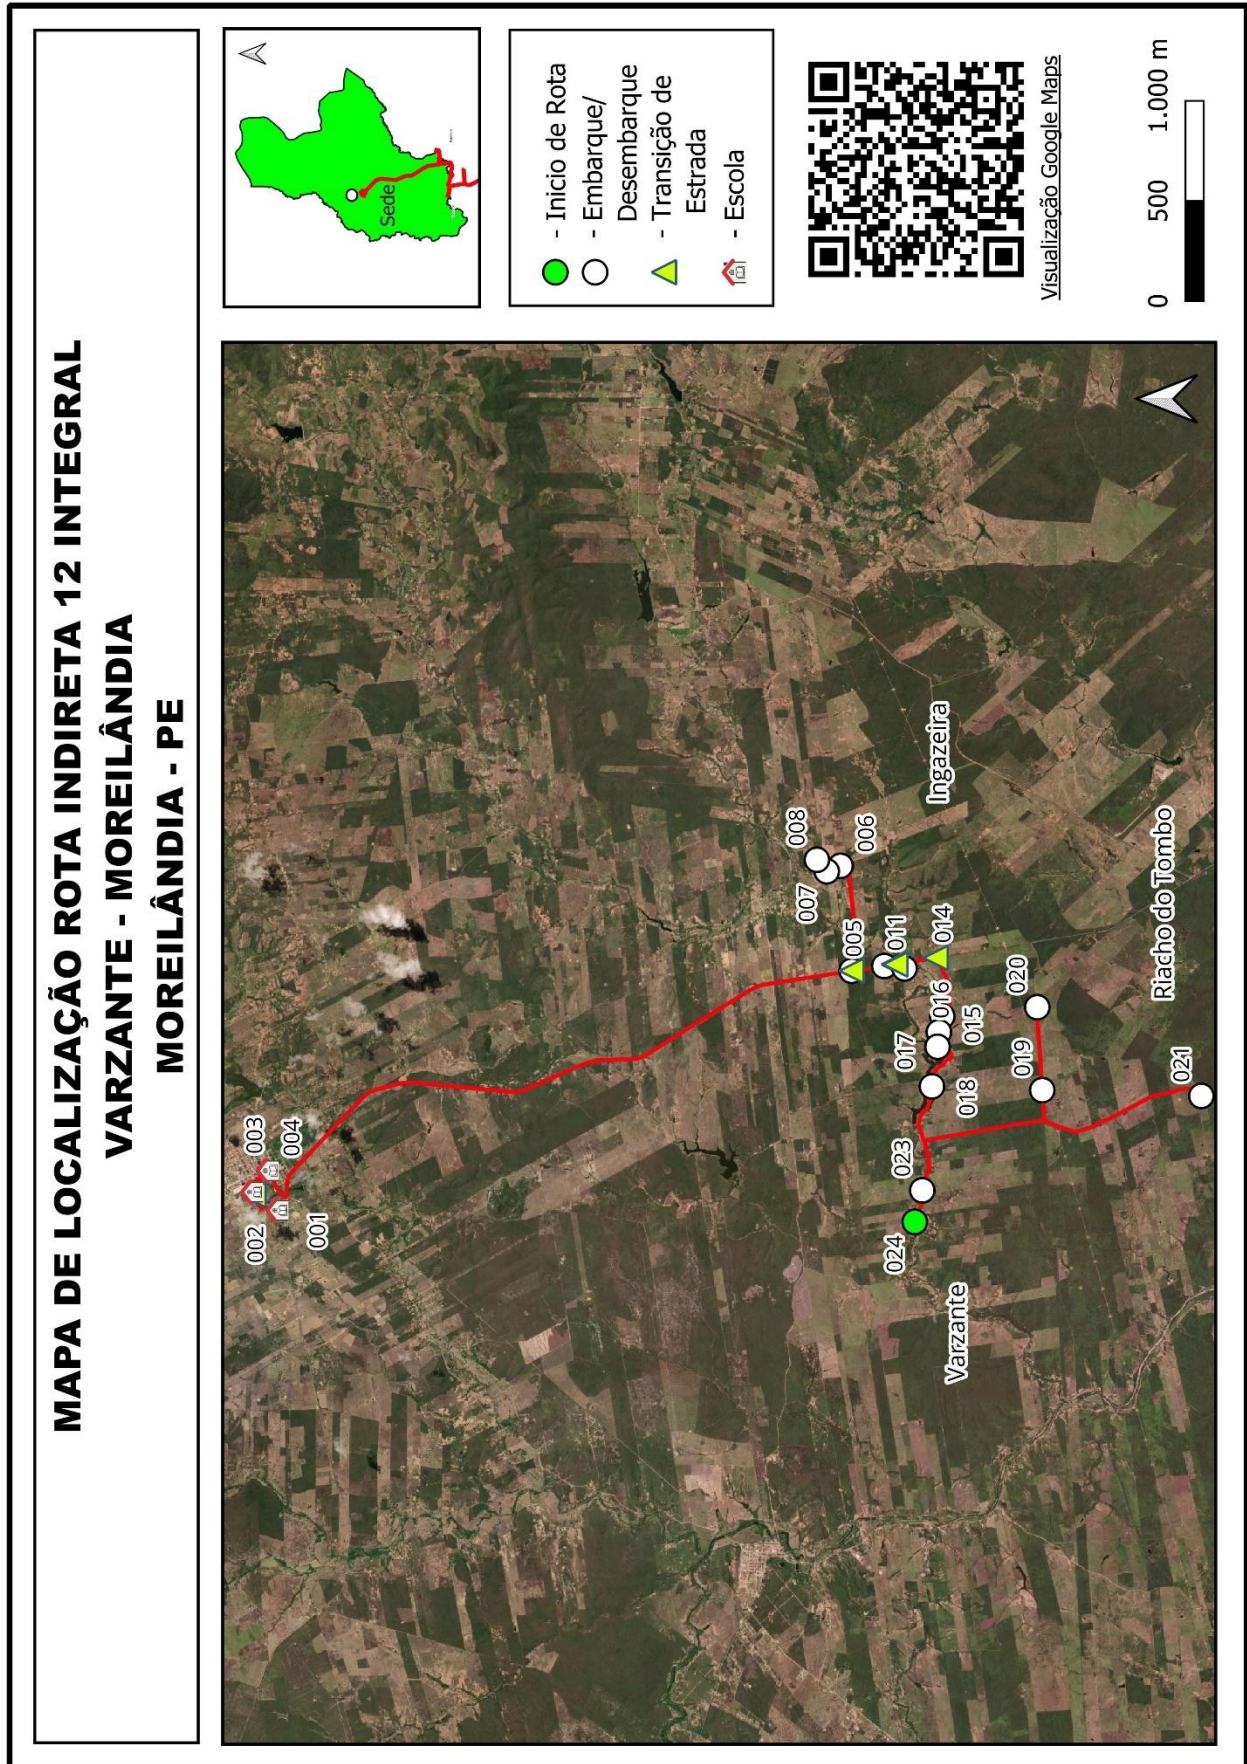 MAPA DE LOCALIZAÇÃO ROTA INDIRETA 12 INTEGRAL
VARZANTE - MOREILÂNDIA
MOREILÂNDIA - PE
Sede
- Inicio de Rota
- Embarque/
Desembarque
- Transição de
Estrada
- Escola
Visualização Google Maps
0 500 1.000 m
002
003
001
004
007
008
005
006
011
014
Ingazeira
024
023
017
016
018
015
019
020
Varzante
021
Riacho do Tombo